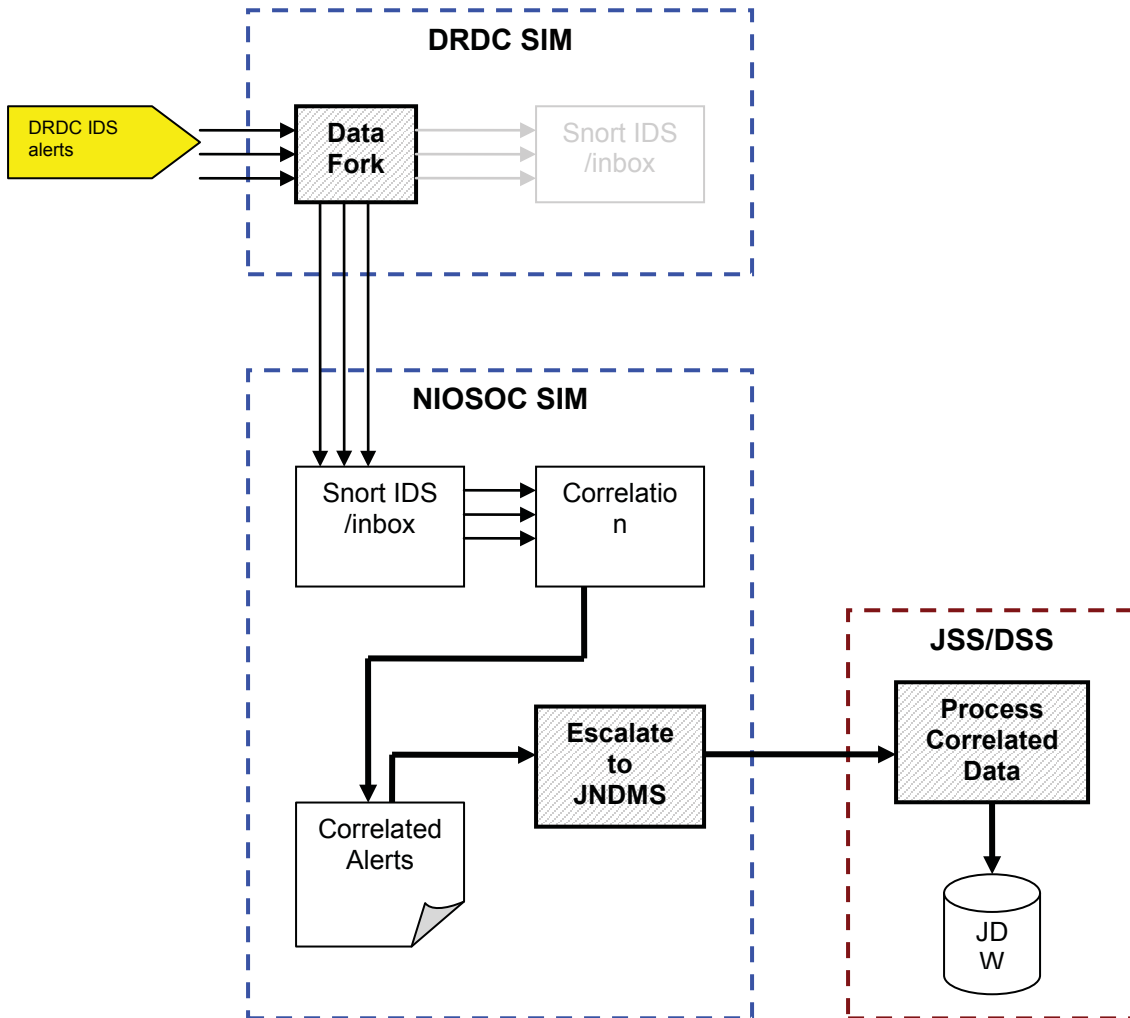 DRDC SIM
DRDC IDS
alerts
Data
Fork
Snort IDS
/inbox
NIOSOC SIM
Snort IDS
/inbox
Correlatio
n
JSS/DSS
Process
Correlated
Data
Escalate
to
JNDMS
Correlated
Alerts
JD
W